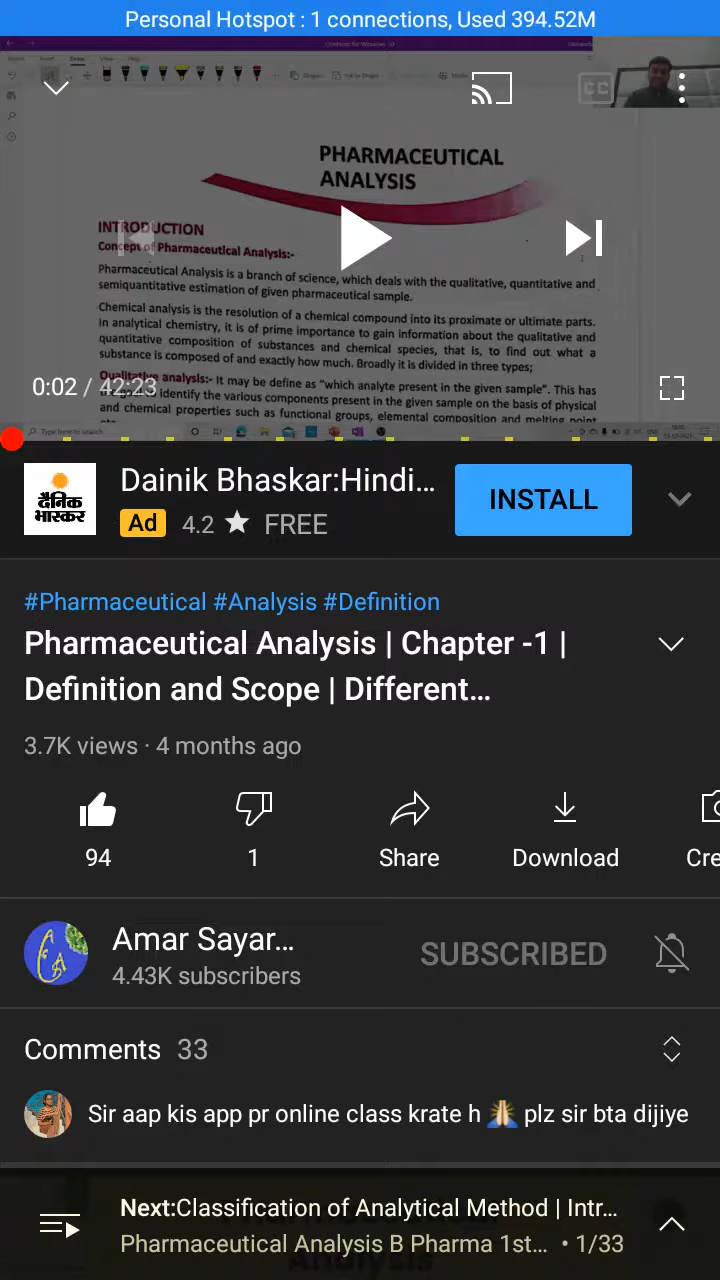 Personal Hotspot : 1 connections, Used 394.52M
CC
PHARMACEUTICAL
ANALYSIS
INTRODUCTION
Concept of Pharmaceutical Analysis:-
Pharmaceutical Analysis is a branch of science, which deals with the qualitative, quantitative and
semiquantitative estimation of given pharmaceutical sample.
Chemical analysis is the resolution of a chemical compound into its proximate or ultimate parts.
In analytical chemistry, it is of prime importance to gain information about the qualitative and
quantitative composition of substances and chemical species, that is, to find out what a
substance is composed of and exactly how much. Broadly it is divided in three types;
Qualitative analysis:- It may be define as "which analyte present in the given sample". This has
identify the various components present in the given sample on the basis of physical
and chemical properties such as functional groups, elemental composition and melting point
0:02 / 42:23
Type here to search
दैनिक
भास्कर
Dainik Bhaskar:Hindi...
Ad 4.2 ★ FREE
INSTALL
#Pharmaceutical #Analysis #Definition
Pharmaceutical Analysis | Chapter -1 |
Definition and Scope | Different...
3.7K views · 4 months ago
94 1 Share Download Cre
Amar Sayar...
4.43K subscribers
SUBSCRIBED
Comments 33
Sir aap kis app pr online class krate h 🙏 plz sir bta dijiye
Next:Classification of Analytical Method | Intr...
Pharmaceutical Analysis B Pharma 1st... • 1/33